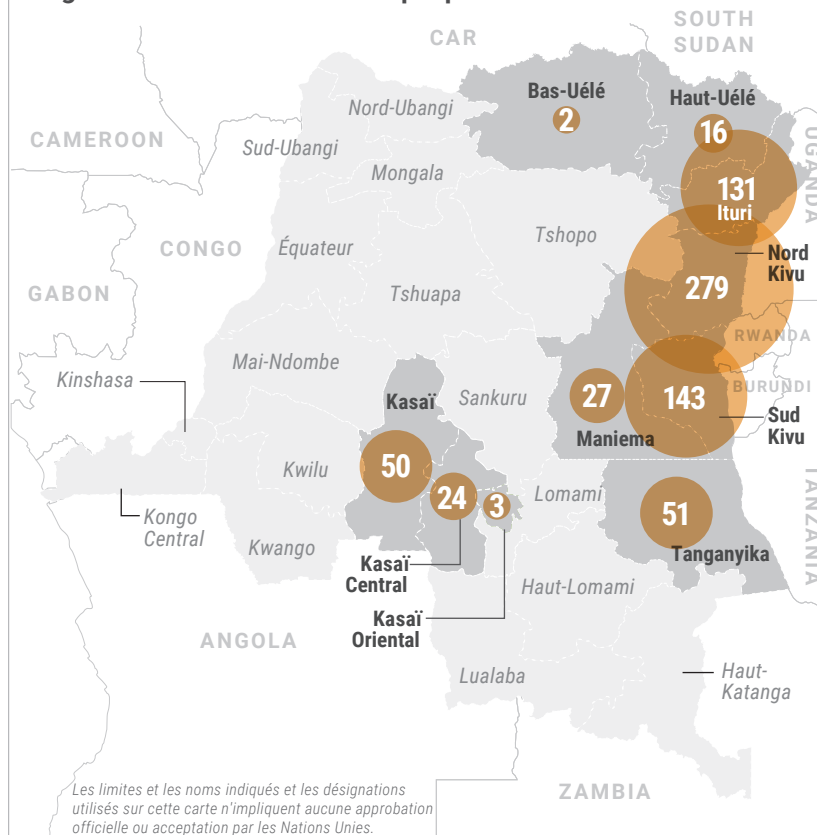 SOUTH
SUDAN
CAR
Bas-Uélé
2
Haut-Uélé
16
Nord-Ubangi
CAMEROON
Sud-Ubangi
Mongala
UGANDA
131
Ituri
Tshopo
CONGO
Équateur
Nord
Kivu
GABON
Tshuapa
279
RWANDA
Mai-Ndombe
Kinshasa
BURUNDI
Kasaï
Sankuru
27
143
Maniema
Sud
Kivu
50
Kwilu
24
3
Lomami
51
TANZANIA
Kongo
Central
Kwango
Tanganyika
Kasaï
Central
Haut-Lomami
Kasaï
Oriental
ANGOLA
Lualaba
Haut-
Katanga
ZAMBIA
Les limites et les noms indiqués et les désignations
utilisés sur cette carte n'impliquent aucune approbation
officielle ou acceptation par les Nations Unies.